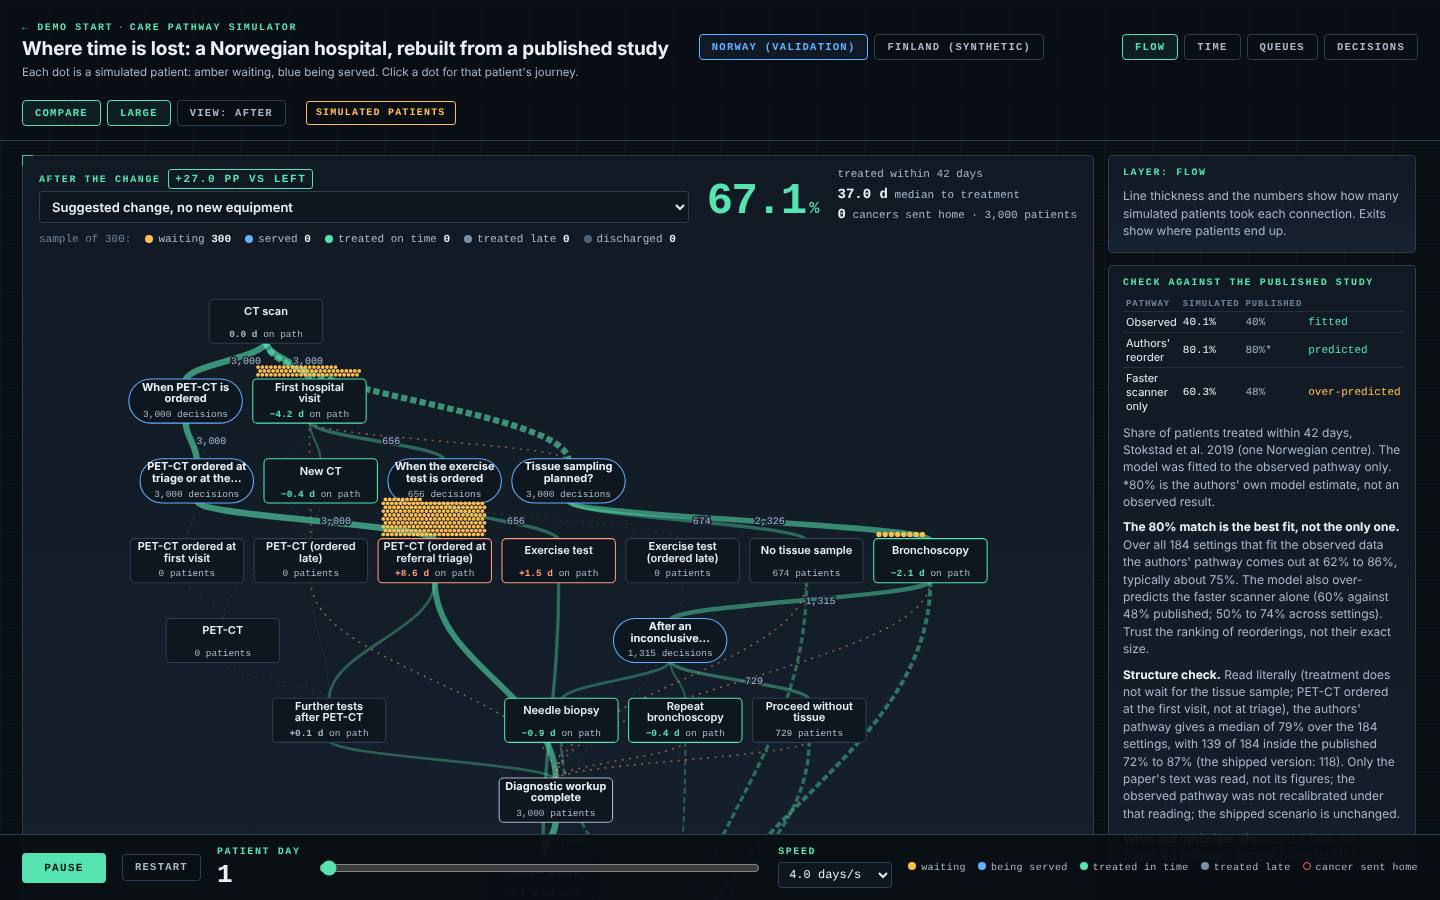 ← DEMO START · CARE PATHWAY SIMULATOR
Where time is lost: a Norwegian hospital, rebuilt from a published study
Each dot is a simulated patient: amber waiting, blue being served. Click a dot for that patient's journey.
NORWAY (VALIDATION)
FINLAND (SYNTHETIC)
FLOW
TIME
QUEUES
DECISIONS
COMPARE
LARGE
VIEW: AFTER
SIMULATED PATIENTS
AFTER THE CHANGE +27.0 PP VS LEFT
Suggested change, no new equipment
67.1%
treated within 42 days
37.0 d median to treatment
0 cancers sent home · 3,000 patients
sample of 300: waiting 300 served 0 treated on time 0 treated late 0 discharged 0
CT scan
0.0 d on path
3,000
3,000
When PET-CT is
ordered
3,000 decisions
First hospital
visit
−4.2 d on path
3,000
656
PET-CT ordered at
triage or at the…
3,000 decisions
New CT
−0.4 d on path
When the exercise
test is ordered
656 decisions
Tissue sampling
planned?
3,000 decisions
3,000
656
674
2,326
PET-CT ordered at
first visit
0 patients
PET-CT (ordered
late)
0 patients
PET-CT (ordered at
referral triage)
+8.6 d on path
Exercise test
+1.5 d on path
Exercise test
(ordered late)
0 patients
No tissue sample
674 patients
Bronchoscopy
−2.1 d on path
1,315
PET-CT
0 patients
After an
inconclusive…
1,315 decisions
729
Further tests
after PET-CT
+0.1 d on path
Needle biopsy
−0.9 d on path
Repeat
bronchoscopy
−0.4 d on path
Proceed without
tissue
729 patients
Diagnostic workup
complete
3,000 patients
LAYER: FLOW
Line thickness and the numbers show how many
simulated patients took each connection. Exits
show where patients end up.
CHECK AGAINST THE PUBLISHED STUDY
PATHWAY SIMULATED PUBLISHED
Observed 40.1% 40% fitted
Authors'
reorder 80.1% 80%* predicted
Faster
scanner
only 60.3% 48% over-predicted
Share of patients treated within 42 days,
Stokstad et al. 2019 (one Norwegian centre). The
model was fitted to the observed pathway only.
*80% is the authors' own model estimate, not an
observed result.
The 80% match is the best fit, not the only one.
Over all 184 settings that fit the observed data
the authors' pathway comes out at 62% to 86%,
typically about 75%. The model also over-
predicts the faster scanner alone (60% against
48% published; 50% to 74% across settings).
Trust the ranking of reorderings, not their exact
size.
Structure check. Read literally (treatment does
not wait for the tissue sample; PET-CT ordered
at the first visit, not at triage), the authors'
pathway gives a median of 79% over the 184
settings, with 139 of 184 inside the published
72% to 87% (the shipped version: 118). Only the
paper's text was read, not its figures; the
observed pathway was not recalibrated under
that reading; the shipped scenario is unchanged.
PAUSE
RESTART
PATIENT DAY
1
SPEED
4.0 days/s
waiting
being served
treated in time
treated late
cancer sent home